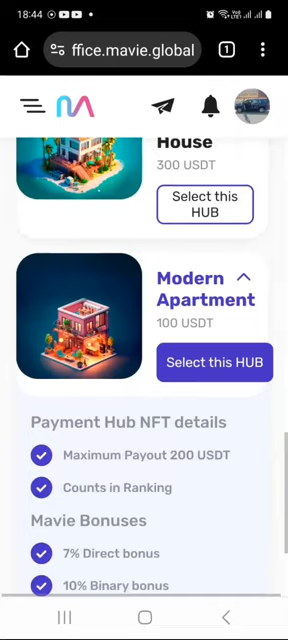 18:44
ffice.mavie.global
1
House
300 USDT
Select this
HUB
Modern
Apartment
100 USDT
Select this HUB
Payment Hub NFT details
Maximum Payout 200 USDT
Counts in Ranking
Mavie Bonuses
7% Direct bonus
10% Binary bonus